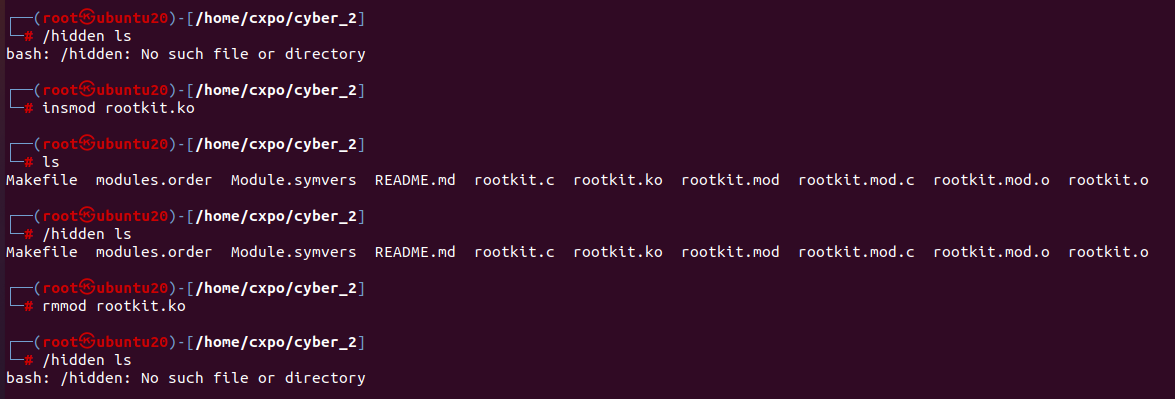 ┌──(root㉿ubuntu20)-[/home/cxpo/cyber_2]
└─# /hidden ls
bash: /hidden: No such file or directory
┌──(root㉿ubuntu20)-[/home/cxpo/cyber_2]
└─# insmod rootkit.ko
┌──(root㉿ubuntu20)-[/home/cxpo/cyber_2]
└─# ls
Makefile  modules.order  Module.symvers  README.md  rootkit.c  rootkit.ko  rootkit.mod  rootkit.mod.c  rootkit.mod.o  rootkit.o
┌──(root㉿ubuntu20)-[/home/cxpo/cyber_2]
└─# /hidden ls
Makefile  modules.order  Module.symvers  README.md  rootkit.c  rootkit.ko  rootkit.mod  rootkit.mod.c  rootkit.mod.o  rootkit.o
┌──(root㉿ubuntu20)-[/home/cxpo/cyber_2]
└─# rmmod rootkit.ko
┌──(root㉿ubuntu20)-[/home/cxpo/cyber_2]
└─# /hidden ls
bash: /hidden: No such file or directory